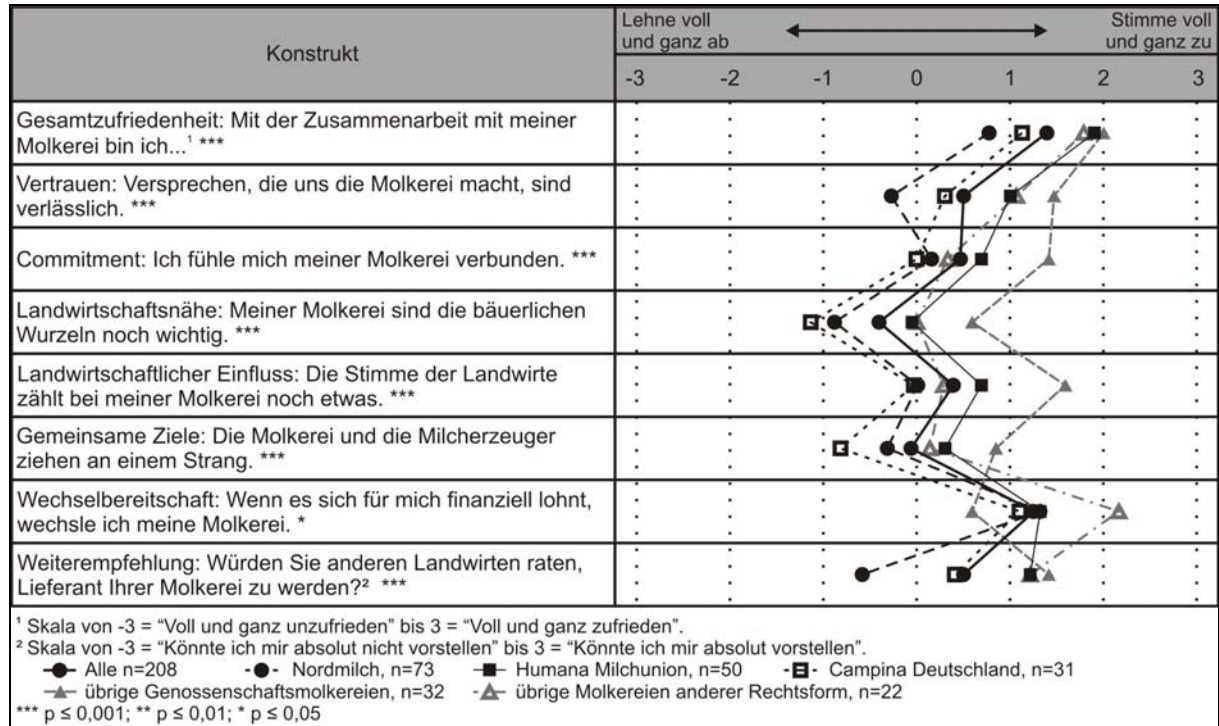 Konstrukt
Lehne voll
und ganz ab
Stimme voll
und ganz zu
-3 -2 -1 0 1 2 3
Gesamtzufriedenheit: Mit der Zusammenarbeit mit meiner
Molkerei bin ich...¹ ***
Vertrauen: Versprechen, die uns die Molkerei macht, sind
verlässlich. ***
Commitment: Ich fühle mich meiner Molkerei verbunden. ***
Landwirtschaftsnähe: Meiner Molkerei sind die bäuerlichen
Wurzeln noch wichtig. ***
Landwirtschaftlicher Einfluss: Die Stimme der Landwirte
zählt bei meiner Molkerei noch etwas. ***
Gemeinsame Ziele: Die Molkerei und die Milcherzeuger
ziehen an einem Strang. ***
Wechselbereitschaft: Wenn es sich für mich finanziell lohnt,
wechsle ich meine Molkerei. *
Weiterempfehlung: Würden Sie anderen Landwirten raten,
Lieferant Ihrer Molkerei zu werden?² ***
¹ Skala von -3 = “Voll und ganz unzufrieden” bis 3 = “Voll und ganz zufrieden”.
² Skala von -3 = “Könnte ich mir absolut nicht vorstellen” bis 3 = “Könnte ich mir absolut vorstellen”.
Alle n=208 Nordmilch, n=73 Humana Milchunion, n=50 Campina Deutschland, n=31
übrige Genossenschaftsmolkereien, n=32 übrige Molkereien anderer Rechtsform, n=22
*** p ≤ 0,001; ** p ≤ 0,01; * p ≤ 0,05